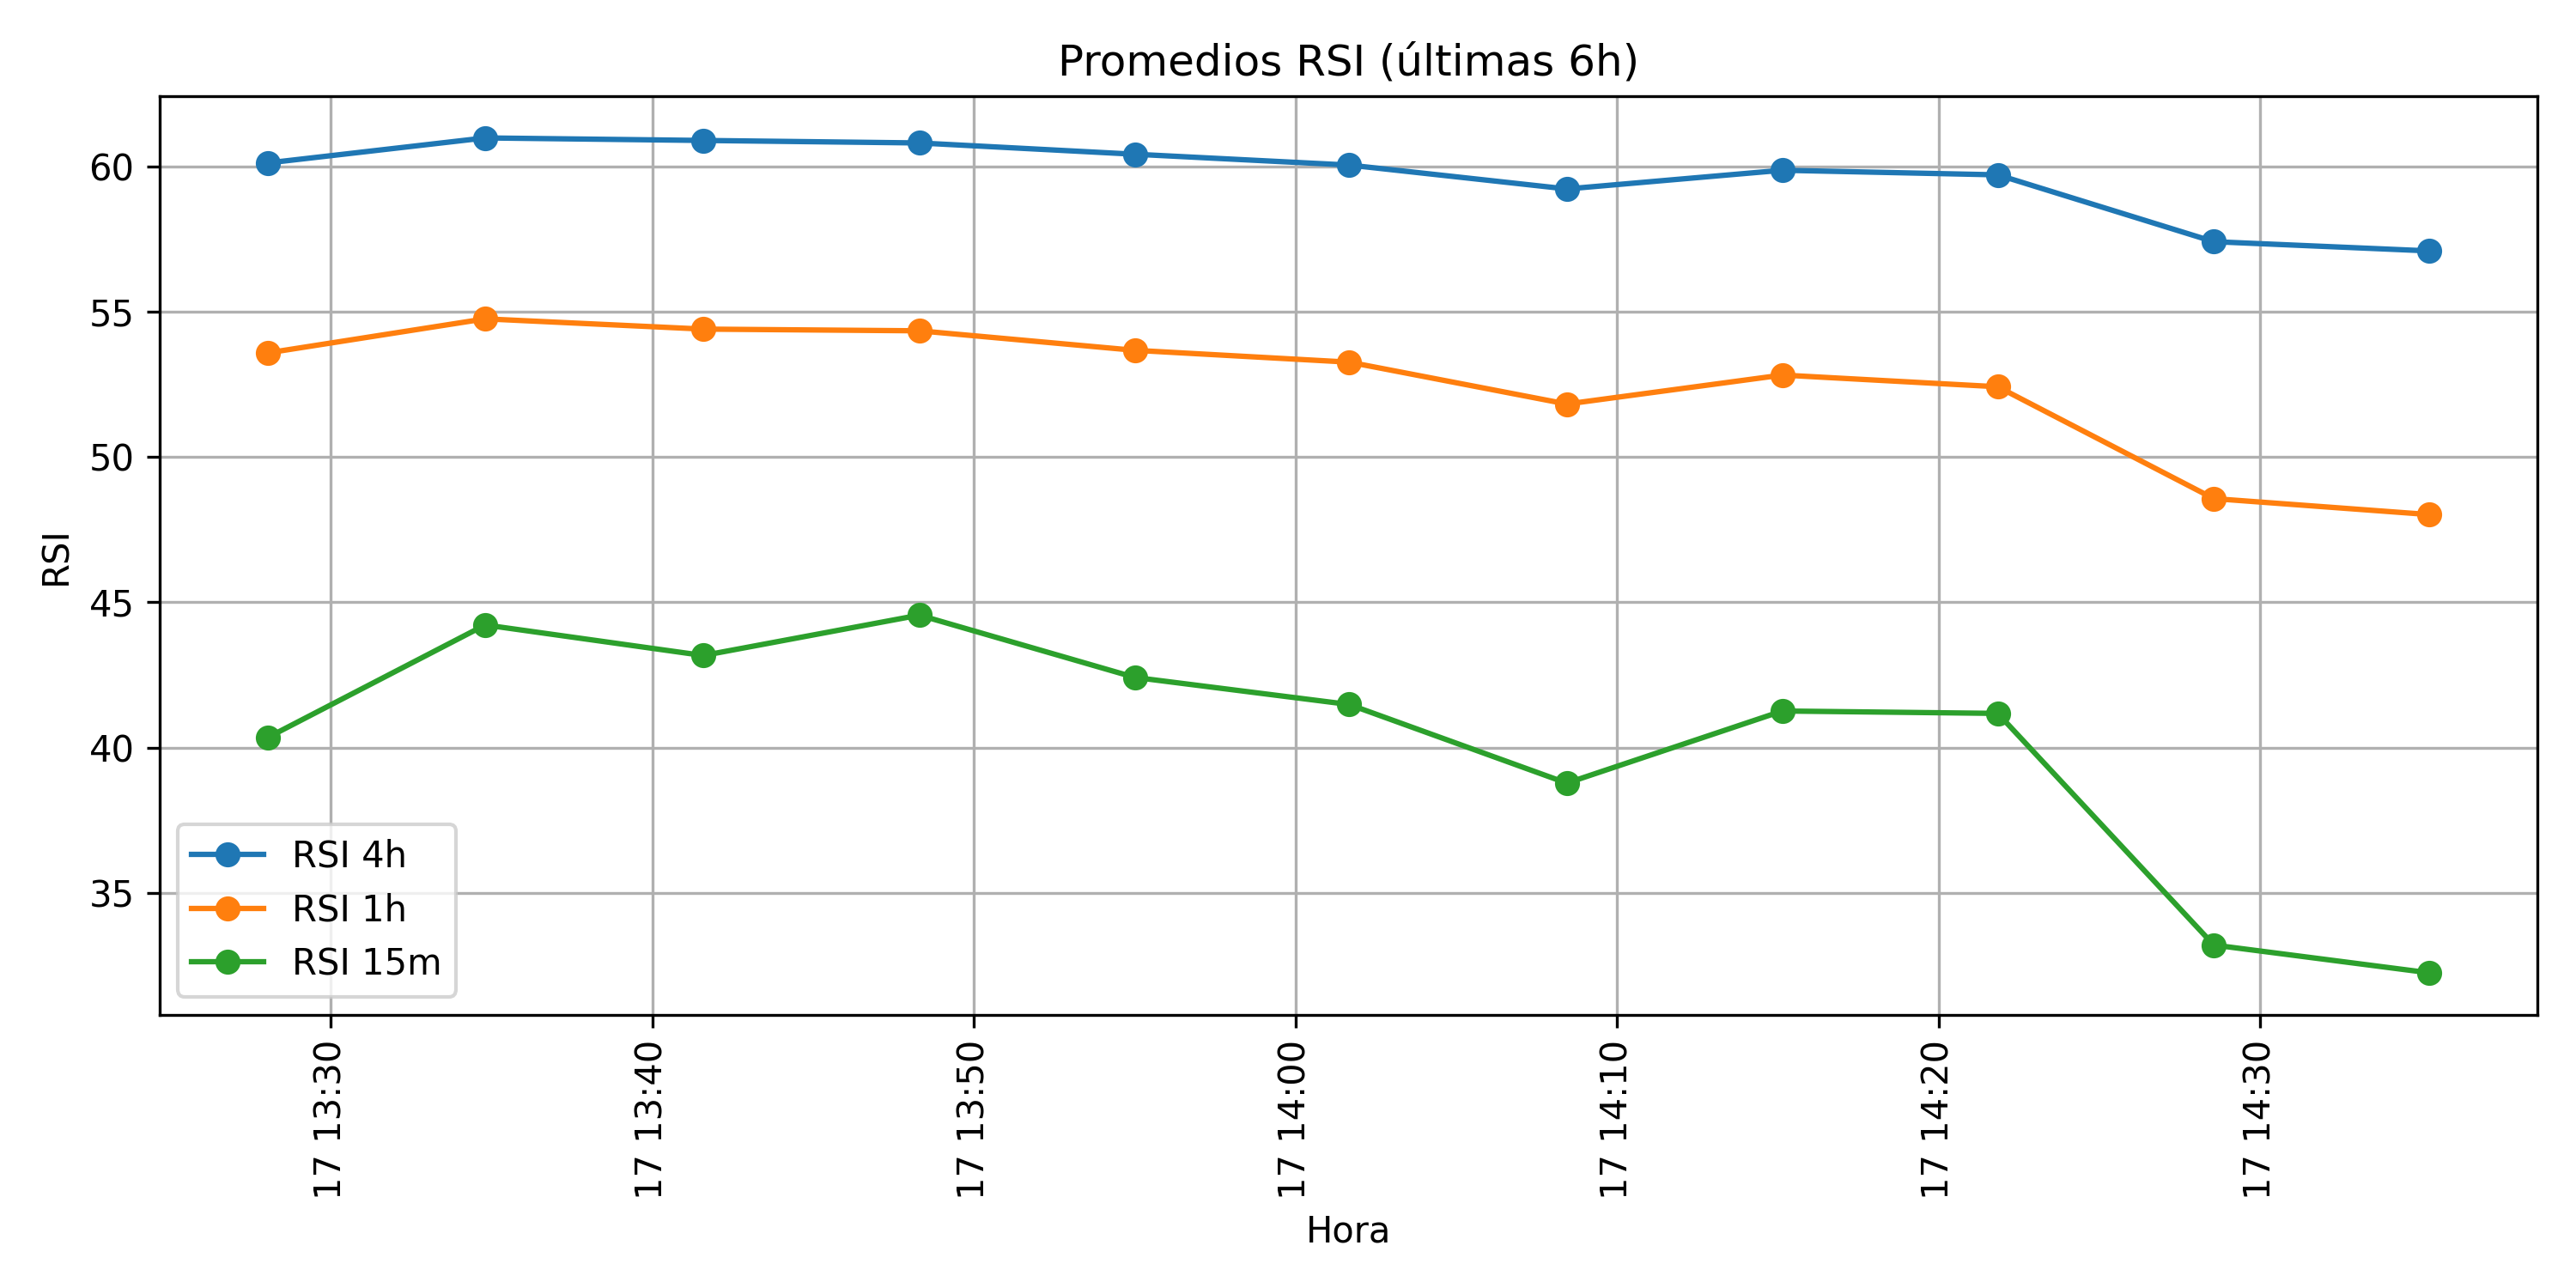 Promedios RSI (últimas 6h)
RSI
60
55
50
45
40
35
RSI 4h
RSI 1h
RSI 15m
17 13:30
17 13:40
17 13:50
17 14:00
17 14:10
17 14:20
17 14:30
Hora